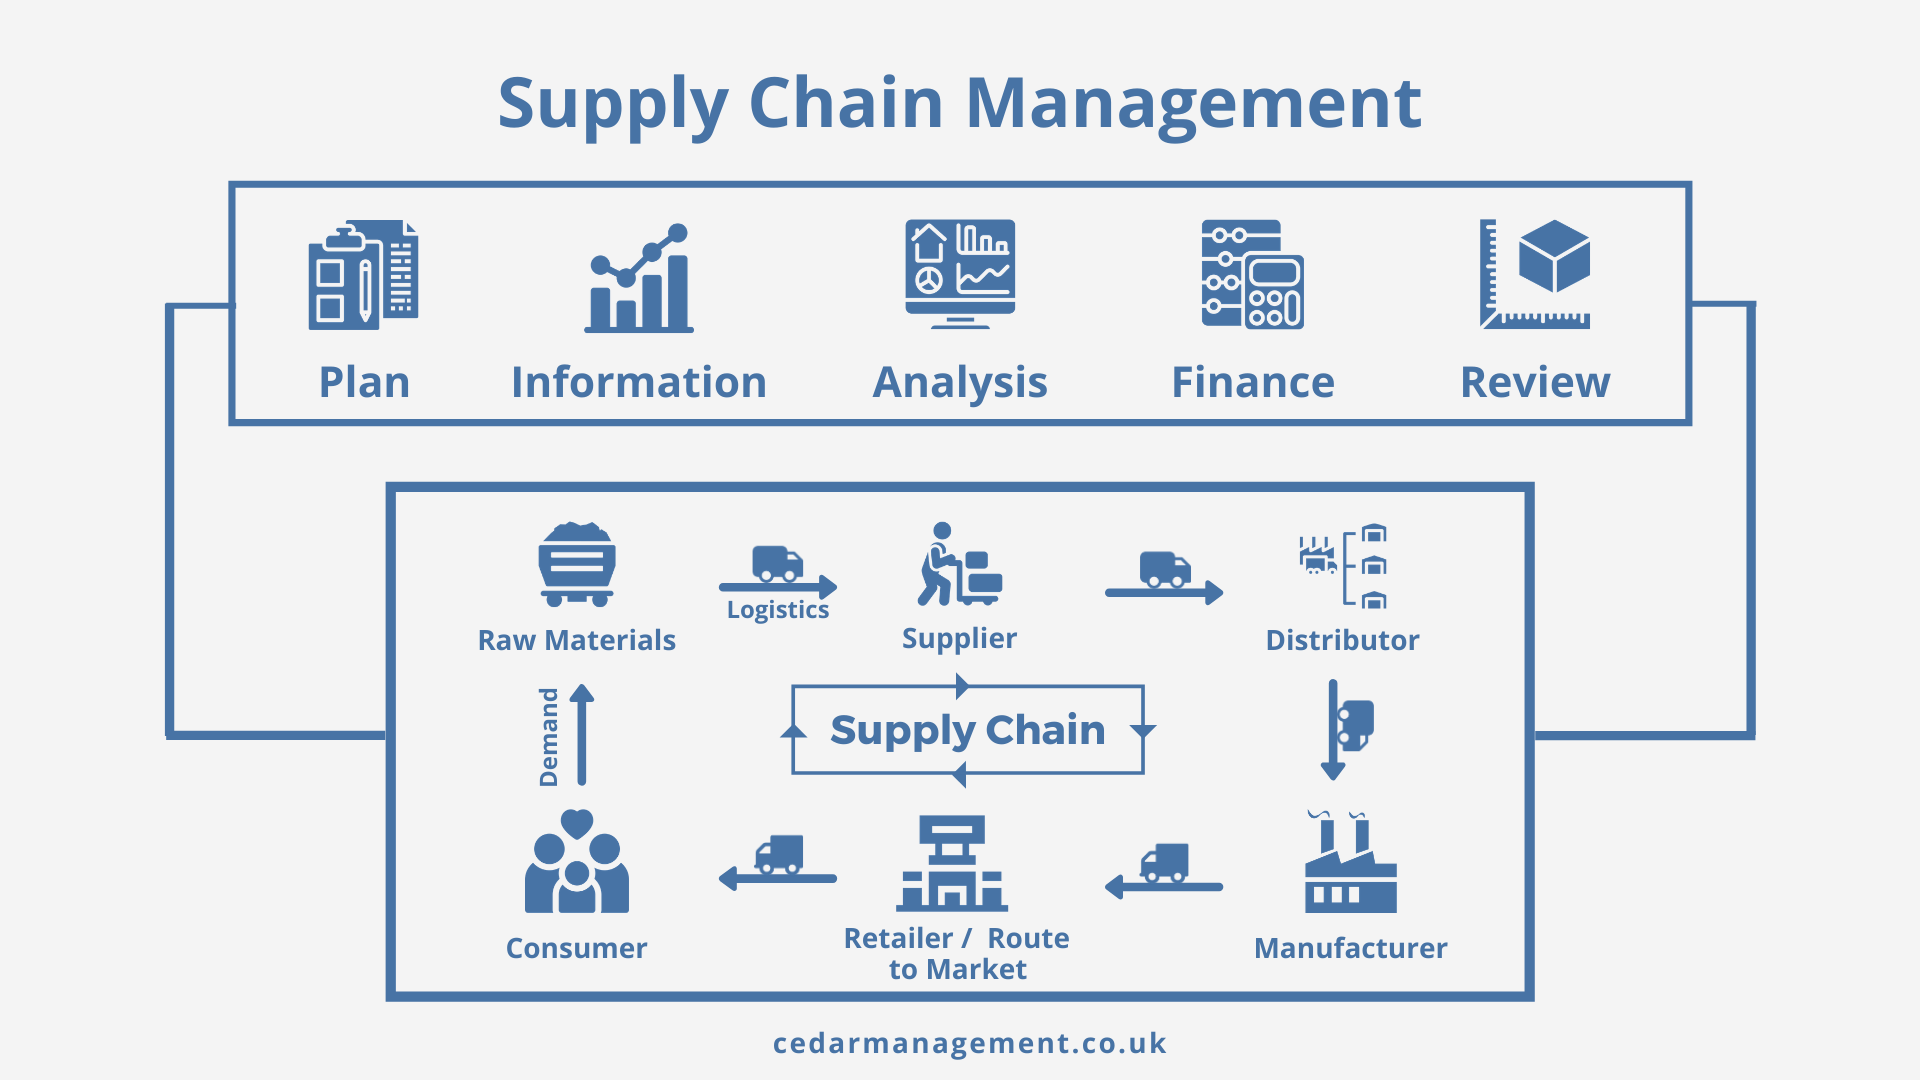 Supply Chain Management
Plan
Information
Analysis
Finance
Review
Raw Materials
Logistics
Supplier
Distributor
Demand
Supply Chain
Consumer
Retailer / Route
to Market
Manufacturer
cedarmanagement.co.uk